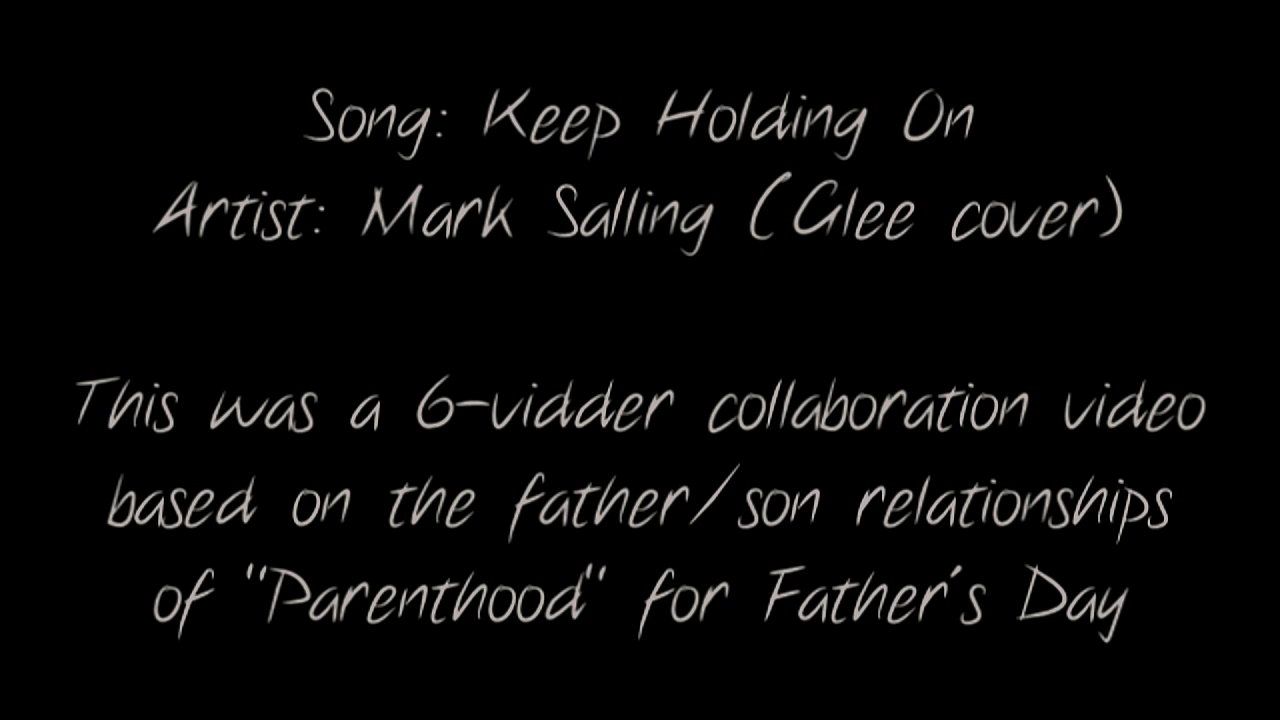 Song: Keep Holding On
Artist: Mark Salling (Glee cover)
This was a 6-vidder collaboration video
based on the father/son relationships
of "Parenthood" for Father's Day